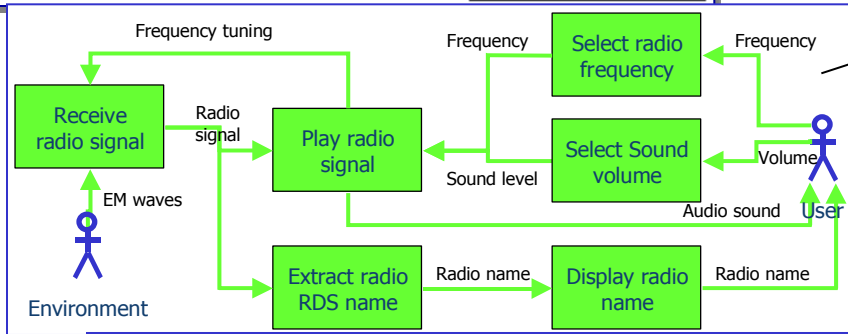 Frequency tuning
Frequency
Select radio
frequency
Frequency
Receive
radio signal
Radio
signal
Play radio
signal
Select Sound
volume
Volume
Sound level
EM waves
Audio sound
User
Extract radio
RDS name
Radio name
Display radio
name
Radio name
Environment